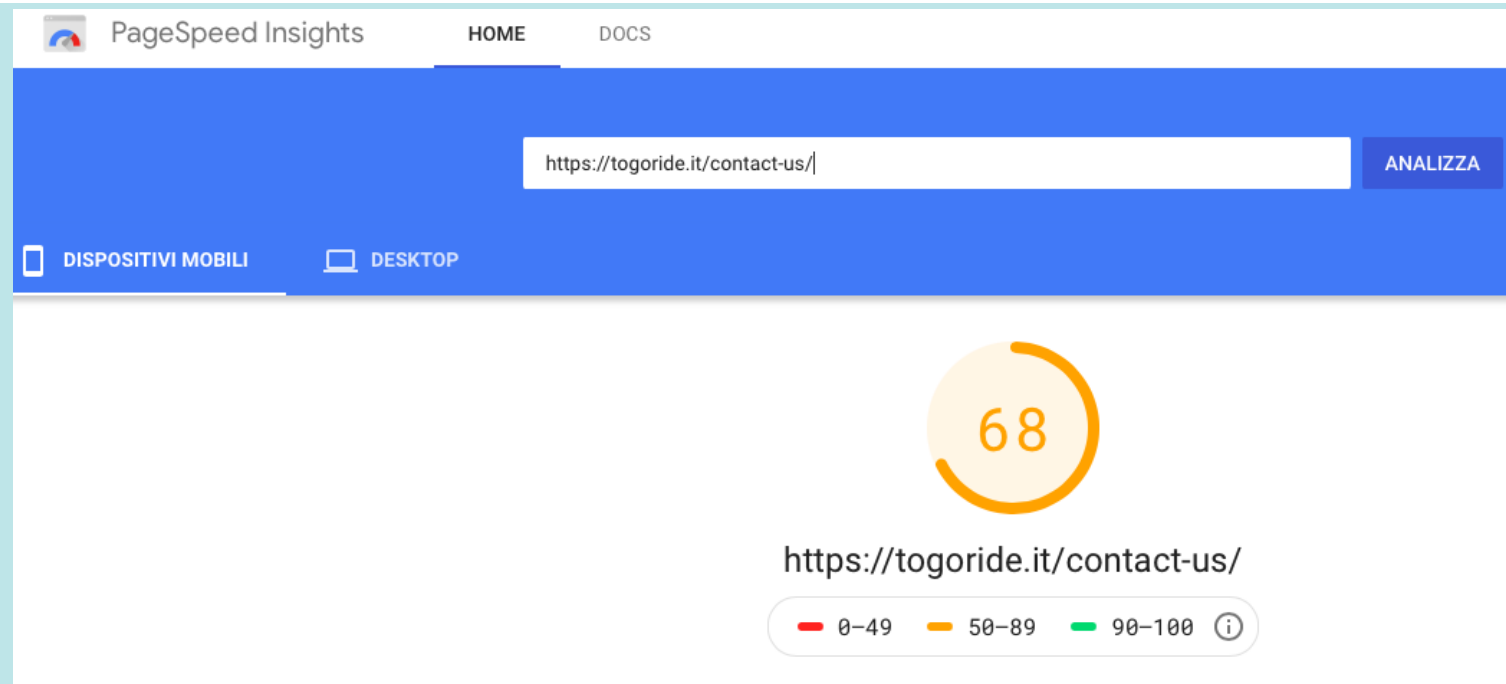 PageSpeed Insights HOME DOCS
https://togoride.it/contact-us/ ANALIZZA
DISPOSITIVI MOBILI DESKTOP
68
https://togoride.it/contact-us/
0–49 50–89 90–100